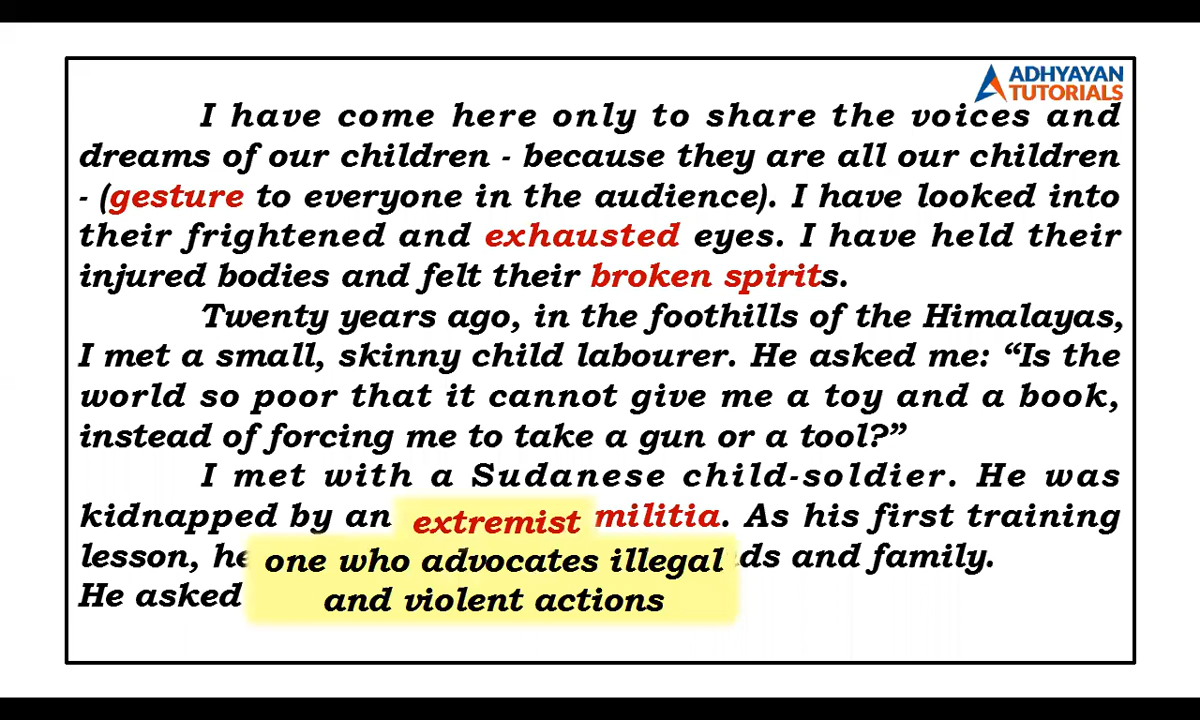 ADHYAYAN
TUTORIALS
I have come here only to share the voices and
dreams of our children - because they are all our children
- (gesture to everyone in the audience). I have looked into
their frightened and exhausted eyes. I have held their
injured bodies and felt their broken spirits.
Twenty years ago, in the foothills of the Himalayas,
I met a small, skinny child labourer. He asked me: “Is the
world so poor that it cannot give me a toy and a book,
instead of forcing me to take a gun or a tool?”
I met with a Sudanese child-soldier. He was
kidnapped by an extremist militia. As his first training
lesson, he one who advocates illegal ds and family.
He asked and violent actions